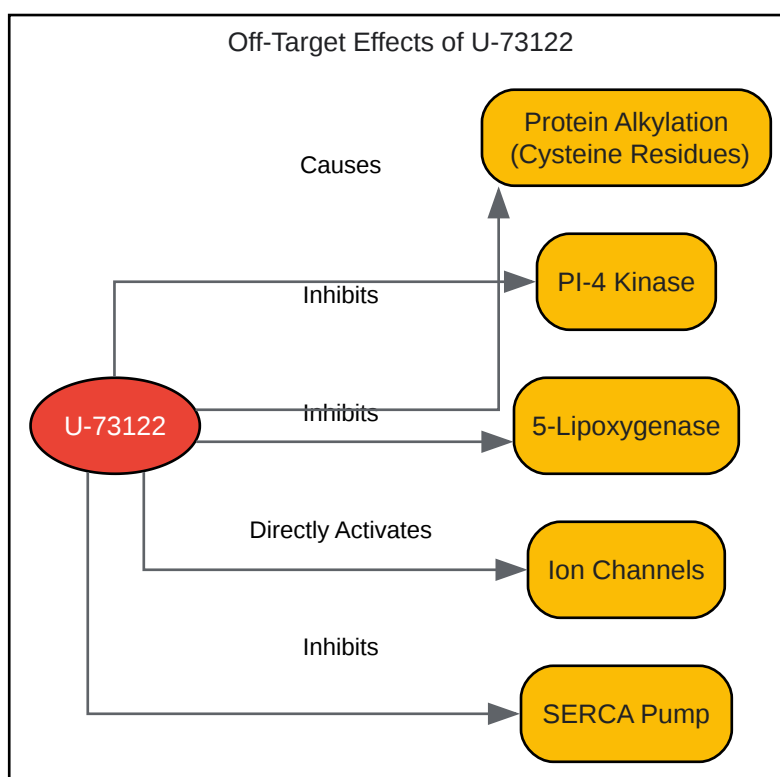 Off-Target Effects of U-73122
Protein Alkylation
(Cysteine Residues)
Causes
PI-4 Kinase
Inhibits
Inhibits
U-73122
5-Lipoxygenase
Directly Activates
Ion Channels
Inhibits
SERCA Pump